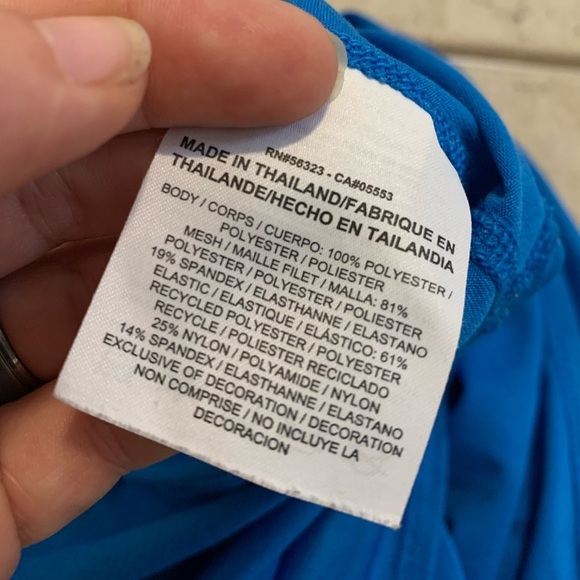 RN#56323 - CA#05553
MADE IN THAILAND/FABRIQUE EN
THAILANDE/HECHO EN TAILANDIA
BODY / CORPS / CUERPO: 100% POLYESTER /
POLYESTER / POLIESTER
MESH / MAILLE FILET / MALLA: 81%
POLYESTER / POLYESTER / POLIESTER
19% SPANDEX / ELASTHANNE / ELASTANO
ELASTIC / ELASTIQUE / ELÁSTICO: 61%
RECYCLED POLYESTER / POLYESTER
RECYCLE / POLIESTER RECICLADO
25% NYLON / POLYAMIDE / NYLON
14% SPANDEX / ELASTHANNE / ELASTANO
EXCLUSIVE OF DECORATION / DECORATION
NON COMPRISE / NO INCLUYE LA
DECORACION